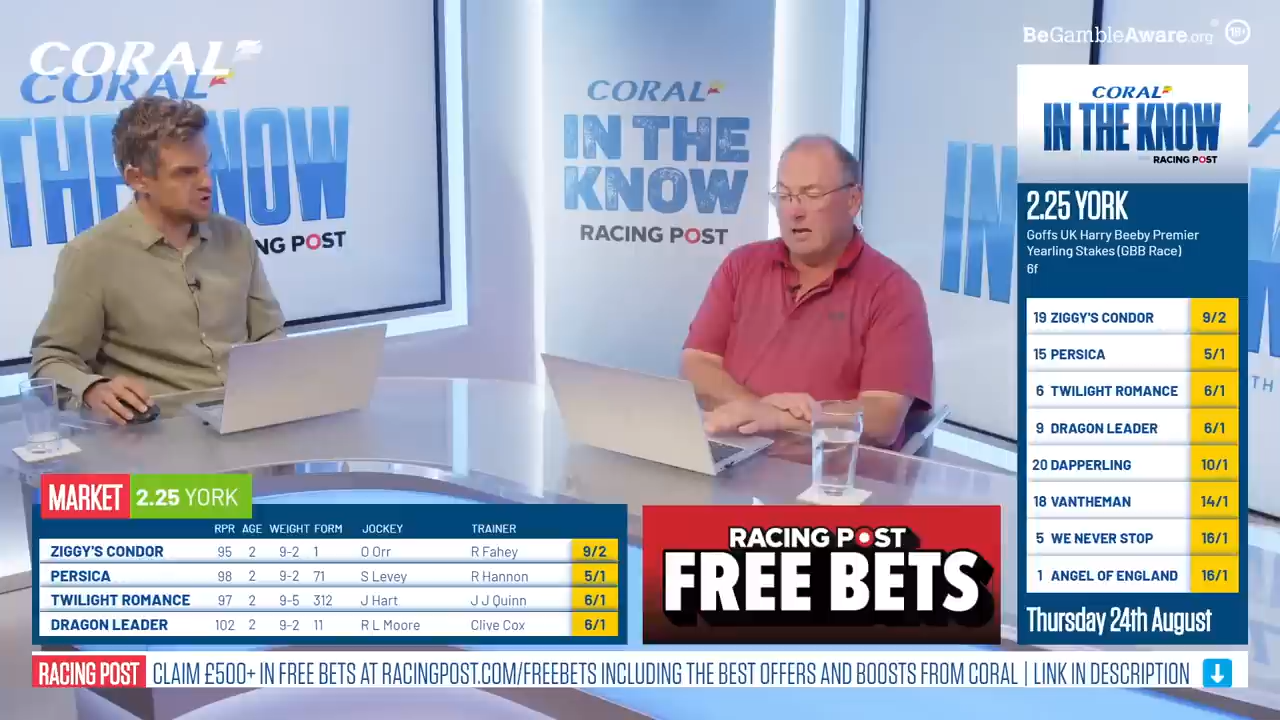 CORAL
CORAL
THE KNOW
NG POST
CORAL
IN THE
KNOW
RACING POST
IN
BeGambleAware.org® 18+
CORAL
IN THE KNOW
RACING POST
2.25 YORK
Goffs UK Harry Beeby Premier
Yearling Stakes (GBB Race)
6f
19 ZIGGY'S CONDOR 9/2
15 PERSICA 5/1
6 TWILIGHT ROMANCE 6/1
9 DRAGON LEADER 6/1
20 DAPPERLING 10/1
18 VANTHEMAN 14/1
5 WE NEVER STOP 16/1
1 ANGEL OF ENGLAND 16/1
Thursday 24th August
MARKET 2.25 YORK
RPR AGE WEIGHT FORM JOCKEY TRAINER
ZIGGY'S CONDOR 95 2 9-2 1 O Orr R Fahey 9/2
PERSICA 98 2 9-2 71 S Levey R Hannon 5/1
TWILIGHT ROMANCE 97 2 9-5 312 J Hart J J Quinn 6/1
DRAGON LEADER 102 2 9-2 11 R L Moore Clive Cox 6/1
RACING POST
FREE BETS
RACING POST CLAIM £500+ IN FREE BETS AT RACINGPOST.COM/FREEBETS INCLUDING THE BEST OFFERS AND BOOSTS FROM CORAL | LINK IN DESCRIPTION